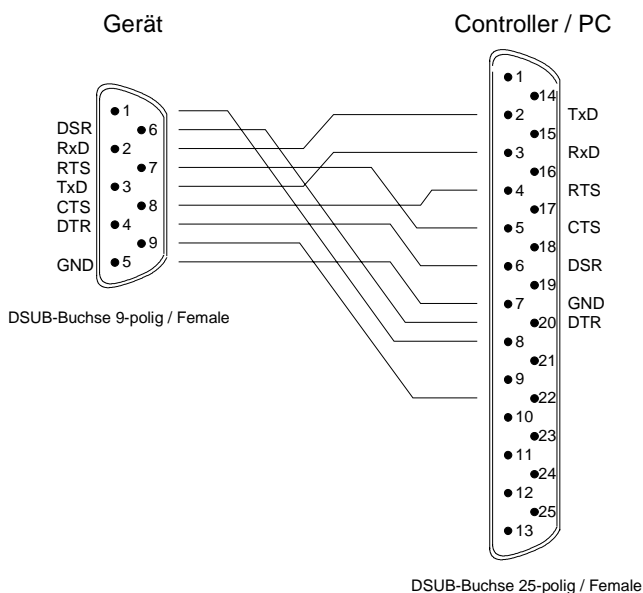 Gerät
Controller / PC
1
6
2
7
3
8
4
9
5
DSR
RxD
RTS
TxD
CTS
DTR
GND
DSUB-Buchse 9-polig / Female
1
14
2
15
3
16
4
17
5
18
6
19
7
20
8
21
9
22
10
23
11
24
12
25
13
TxD
RxD
RTS
CTS
DSR
GND
DTR
DSUB-Buchse 25-polig / Female